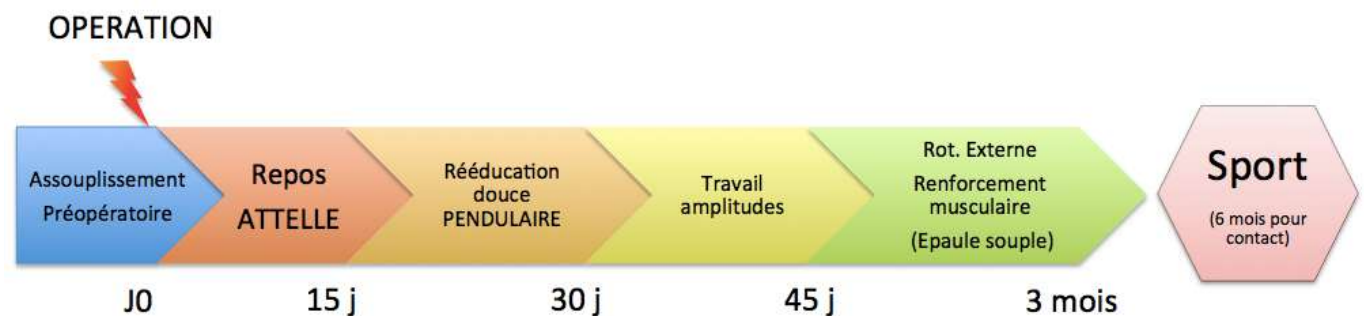 OPERATION
Assouplissement
Préopératoire
Repos
ATTELLE
Rééducation
douce
PENDULAIRE
Travail
amplitudes
Rot. Externe
Renforcement
musculaire
(Epaule souple)
Sport
(6 mois pour
contact)
J0
15 j
30 j
45 j
3 mois